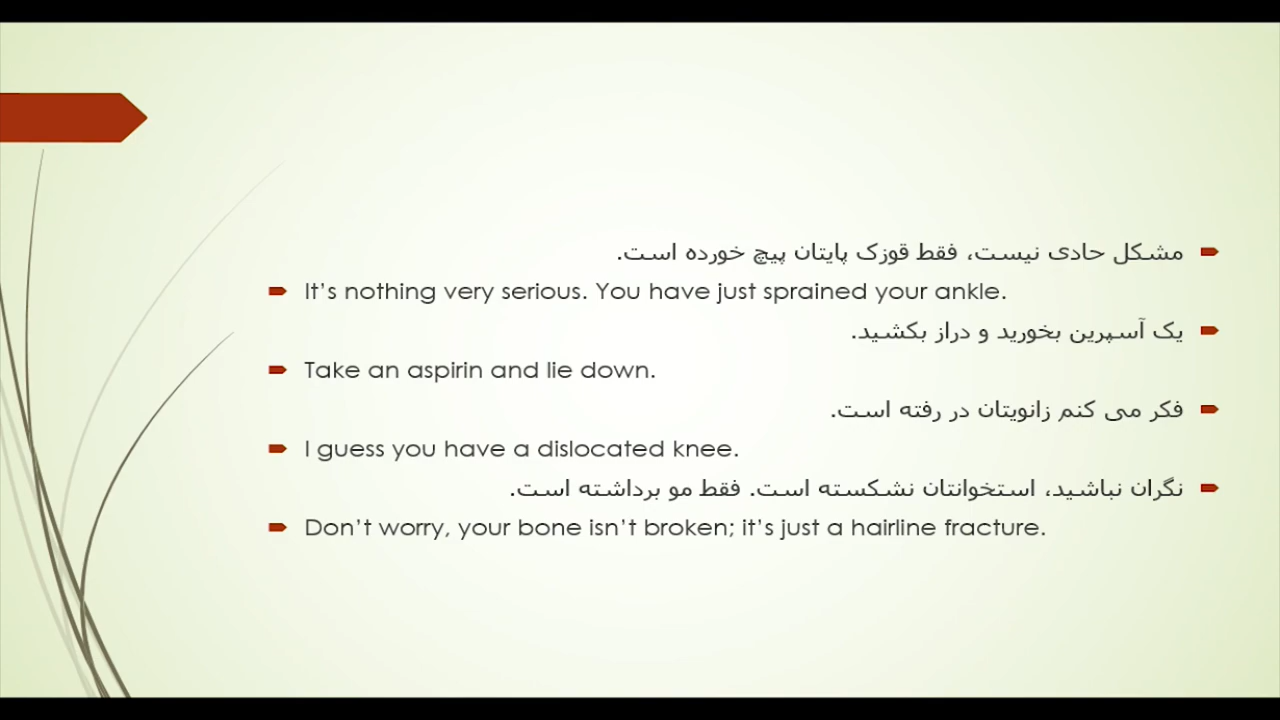 مشکل حادی نیست، فقط قوزک پایتان پیچ خورده است.
It's nothing very serious. You have just sprained your ankle.
یک آسپرین بخورید و دراز بکشید.
Take an aspirin and lie down.
فکر می کنم زانویتان در رفته است.
I guess you have a dislocated knee.
نگران نباشید، استخوانتان نشکسته است. فقط مو برداشته است.
Don't worry, your bone isn't broken; it's just a hairline fracture.